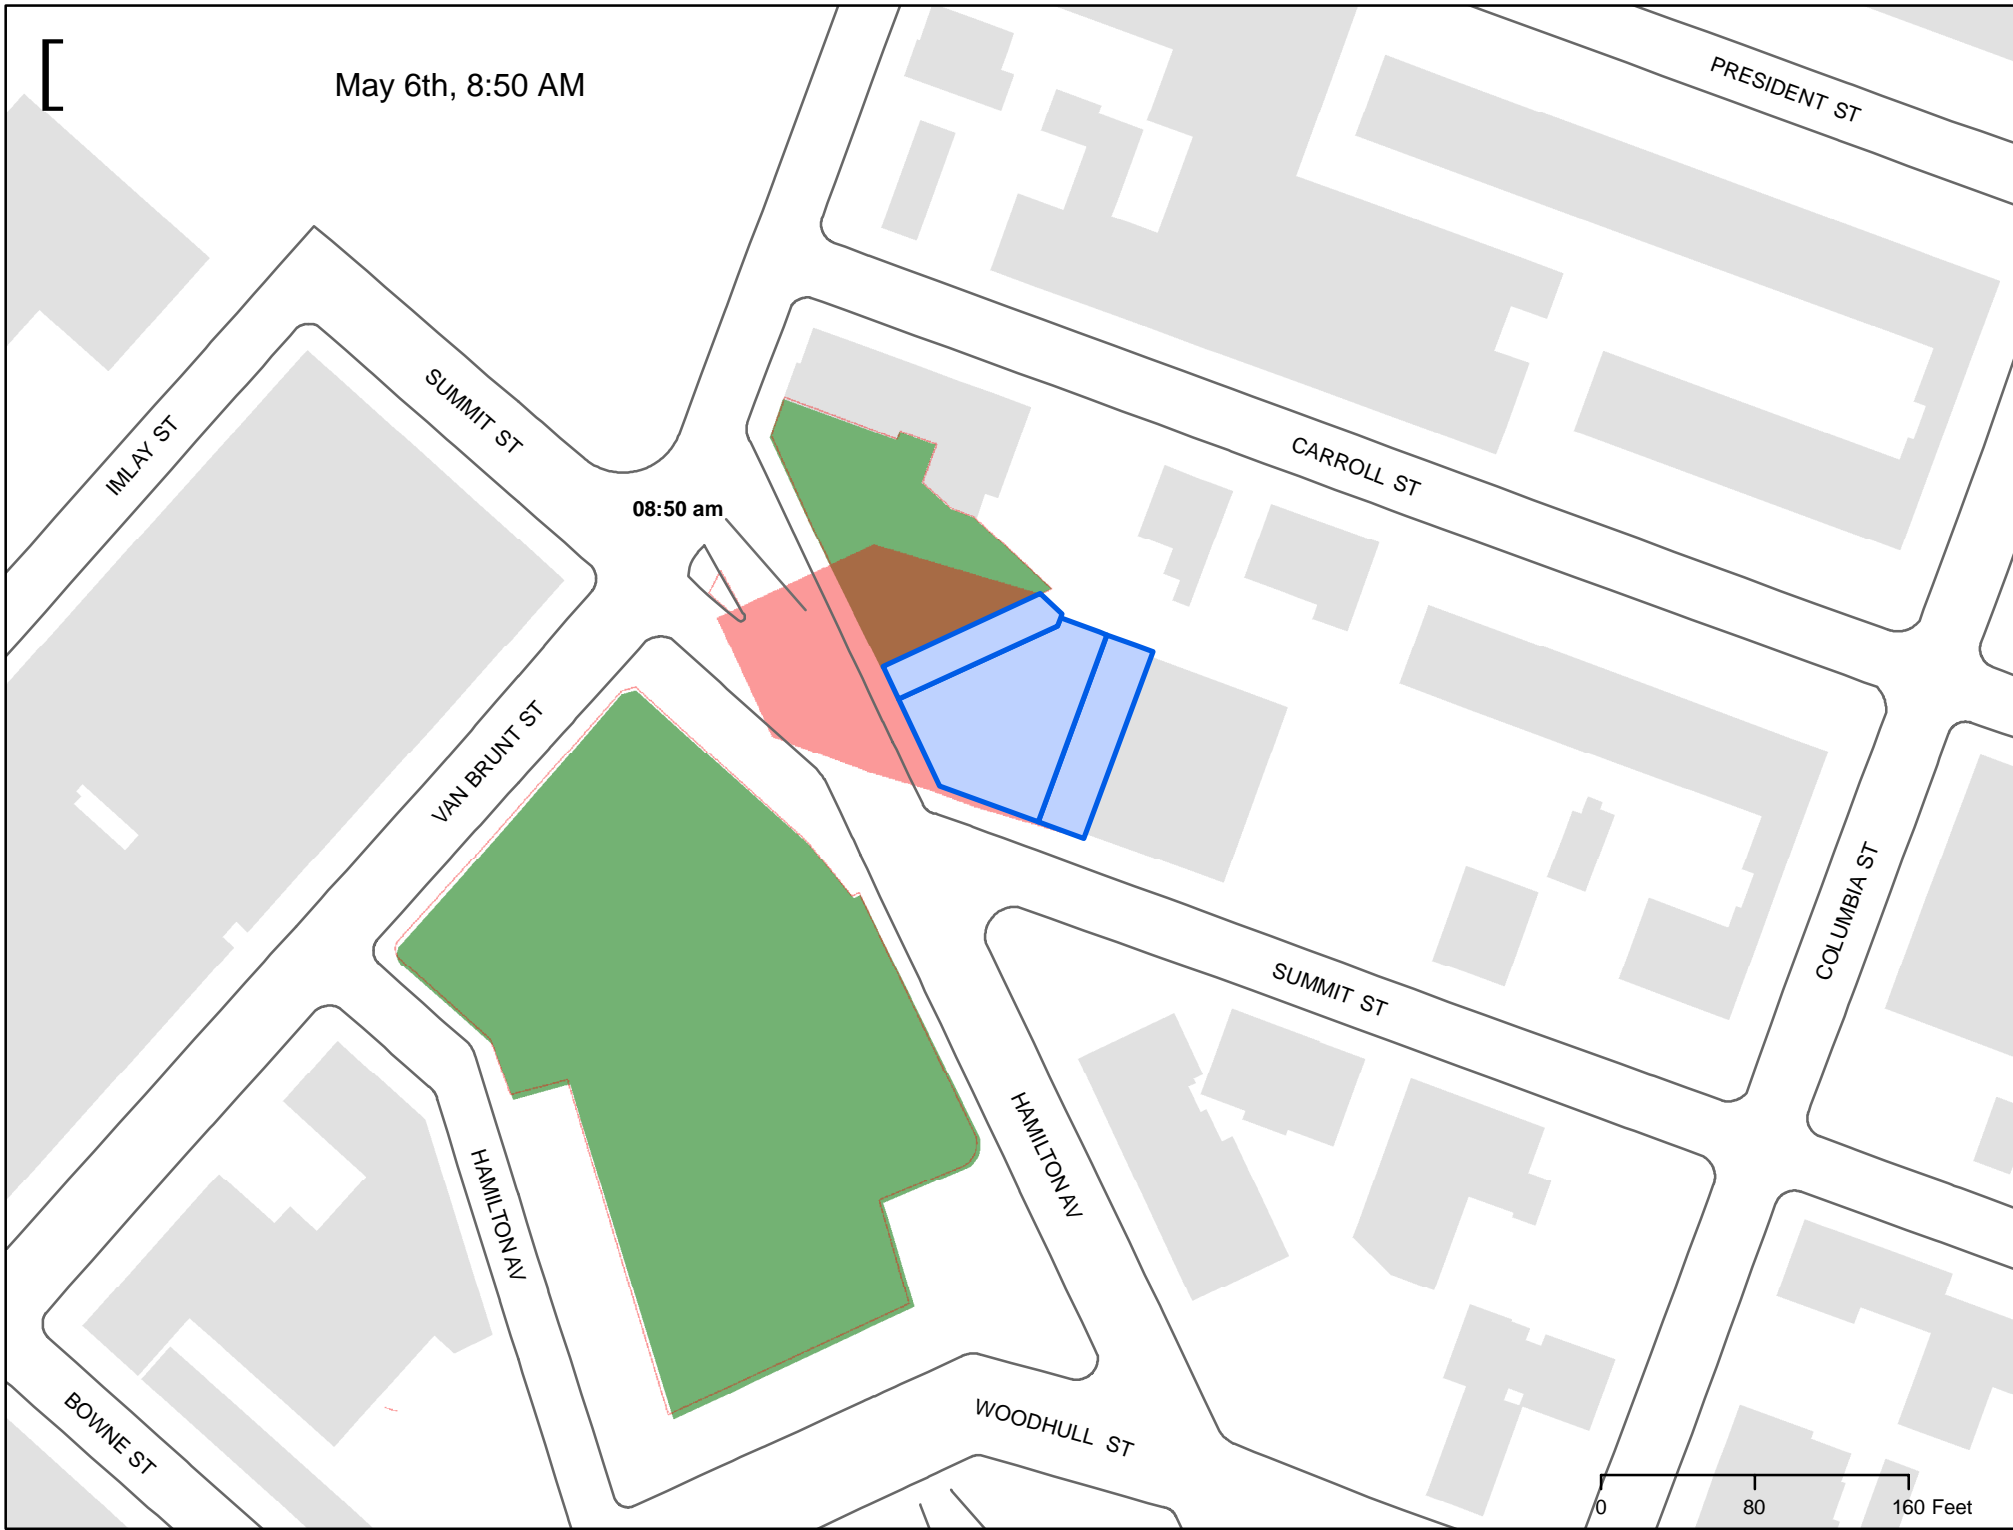 [
May 6th, 8:50 AM
PRESIDENT ST
SUMMIT ST
IMLAY ST
CARROLL ST
08:50 am
VAN BRUNT ST
COLUMBIA ST
SUMMIT ST
HAMILTON AV
HAMILTON AV
WOODHULL ST
BOWNE ST
0 80 160 Feet